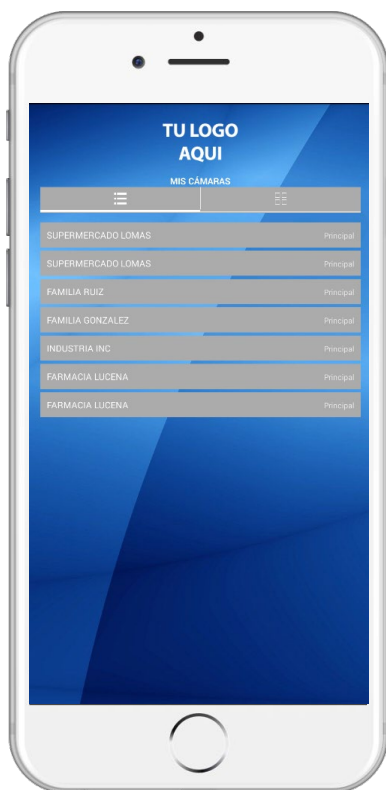 TU LOGO
AQUI
MIS CÁMARAS
SUPERMERCADO LOMAS Principal
SUPERMERCADO LOMAS Principal
FAMILIA RUIZ Principal
FAMILIA GONZALEZ Principal
INDUSTRIA INC Principal
FARMACIA LUCENA Principal
FARMACIA LUCENA Principal